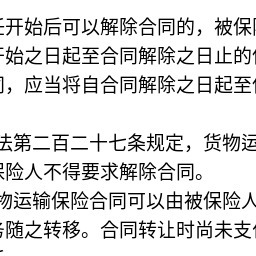 开始后可以解除合同的，被保
开始之日起至合同解除之日止的
，应当将自合同解除之日起至
法第二百二十七条规定，货物运
保险人不得要求解除合同。
物运输保险合同可以由被保险人
随之转移。合同转让时尚未支